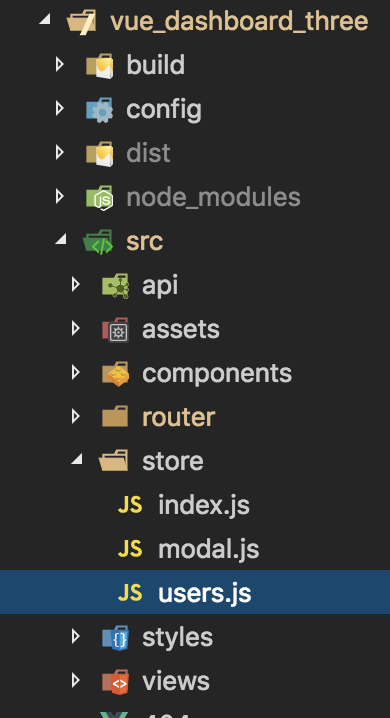 vue_dashboard_three
build
config
dist
node_modules
src
api
assets
components
router
store
JS index.js
JS modal.js
JS users.js
styles
views